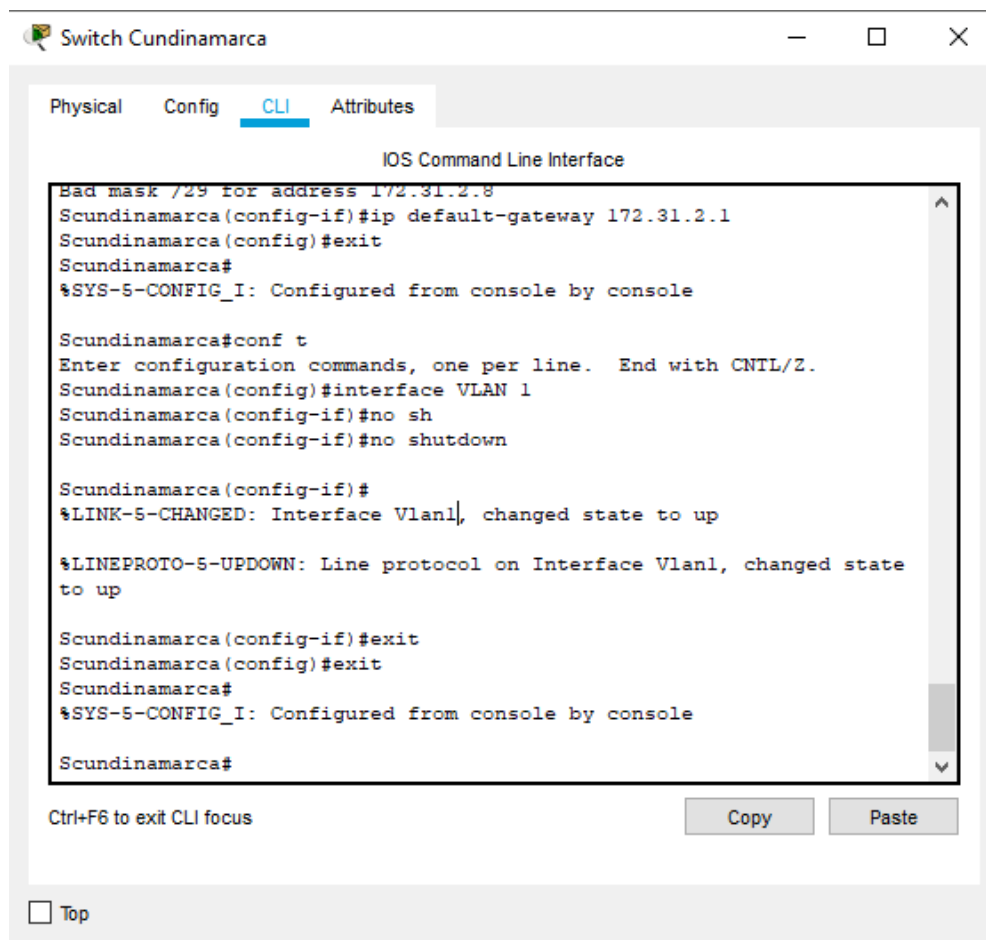 Switch Cundinamarca
Physical Config CLI Attributes
IOS Command Line Interface
Bad mask /29 for address 172.31.2.8
Scundinamarca(config-if)#ip default-gateway 172.31.2.1
Scundinamarca(config)#exit
Scundinamarca#
%SYS-5-CONFIG_I: Configured from console by console
Scundinamarca#conf t
Enter configuration commands, one per line.  End with CNTL/Z.
Scundinamarca(config)#interface VLAN 1
Scundinamarca(config-if)#no sh
Scundinamarca(config-if)#no shutdown
Scundinamarca(config-if)#
%LINK-5-CHANGED: Interface Vlan1, changed state to up
%LINEPROTO-5-UPDOWN: Line protocol on Interface Vlan1, changed state
to up
Scundinamarca(config-if)#exit
Scundinamarca(config)#exit
Scundinamarca#
%SYS-5-CONFIG_I: Configured from console by console
Scundinamarca#
Ctrl+F6 to exit CLI focus Copy Paste
Top